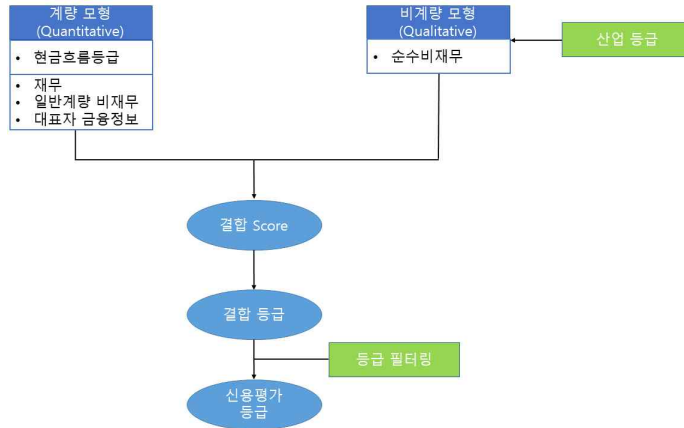 계량 모형
(Quantitative)
• 현금흐름등급
• 재무
• 일반계량 비재무
• 대표자 금융정보
비계량 모형
(Qualitative)
• 순수비재무
산업 등급
결합 Score
결합 등급
등급 필터링
신용평가
등급